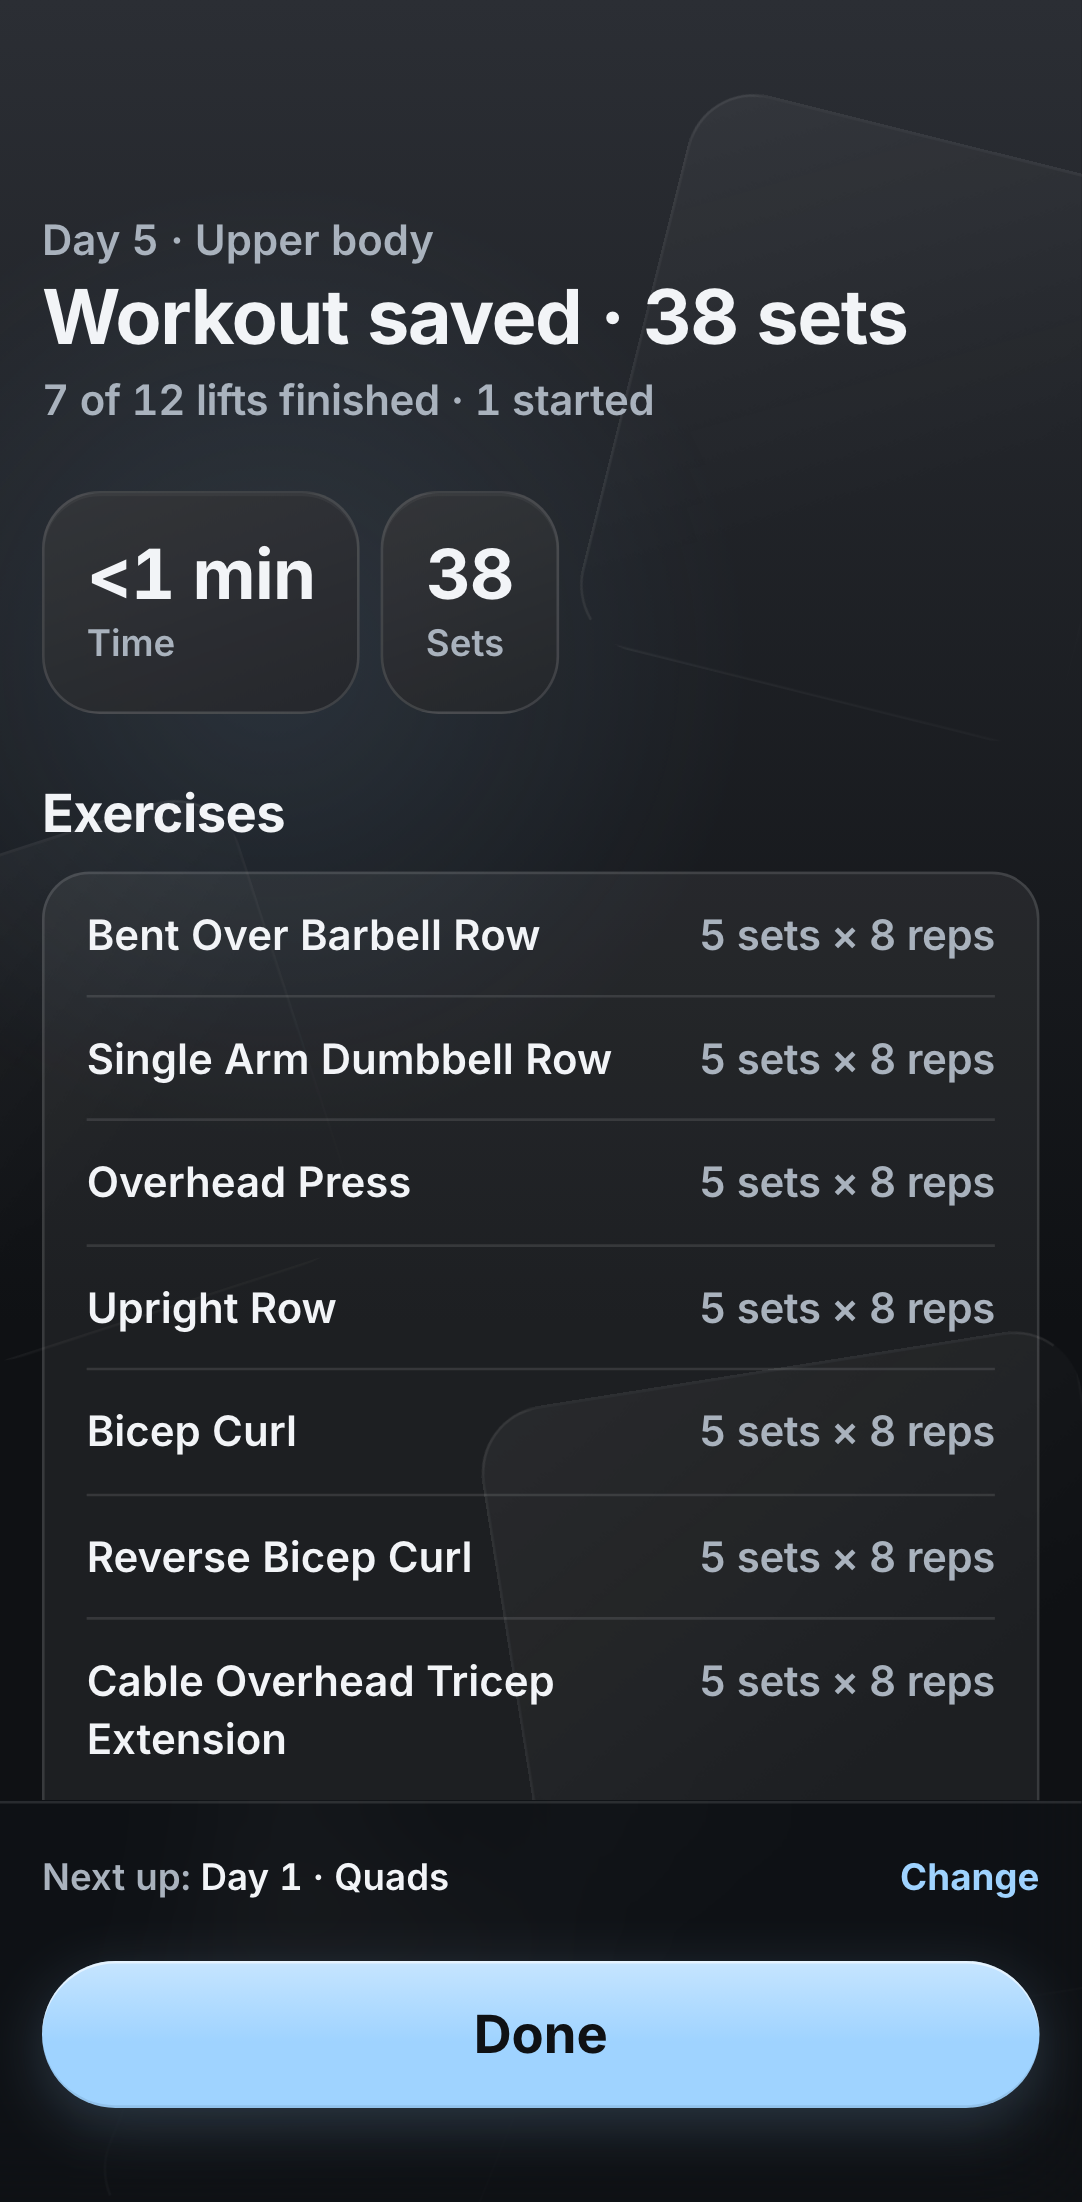 Day 5 · Upper body
Workout saved · 38 sets
7 of 12 lifts finished · 1 started
<1 min
Time
38
Sets
Exercises
Bent Over Barbell Row 5 sets × 8 reps
Single Arm Dumbbell Row 5 sets × 8 reps
Overhead Press 5 sets × 8 reps
Upright Row 5 sets × 8 reps
Bicep Curl 5 sets × 8 reps
Reverse Bicep Curl 5 sets × 8 reps
Cable Overhead Tricep 5 sets × 8 reps
Extension
Next up: Day 1 · Quads Change
Done